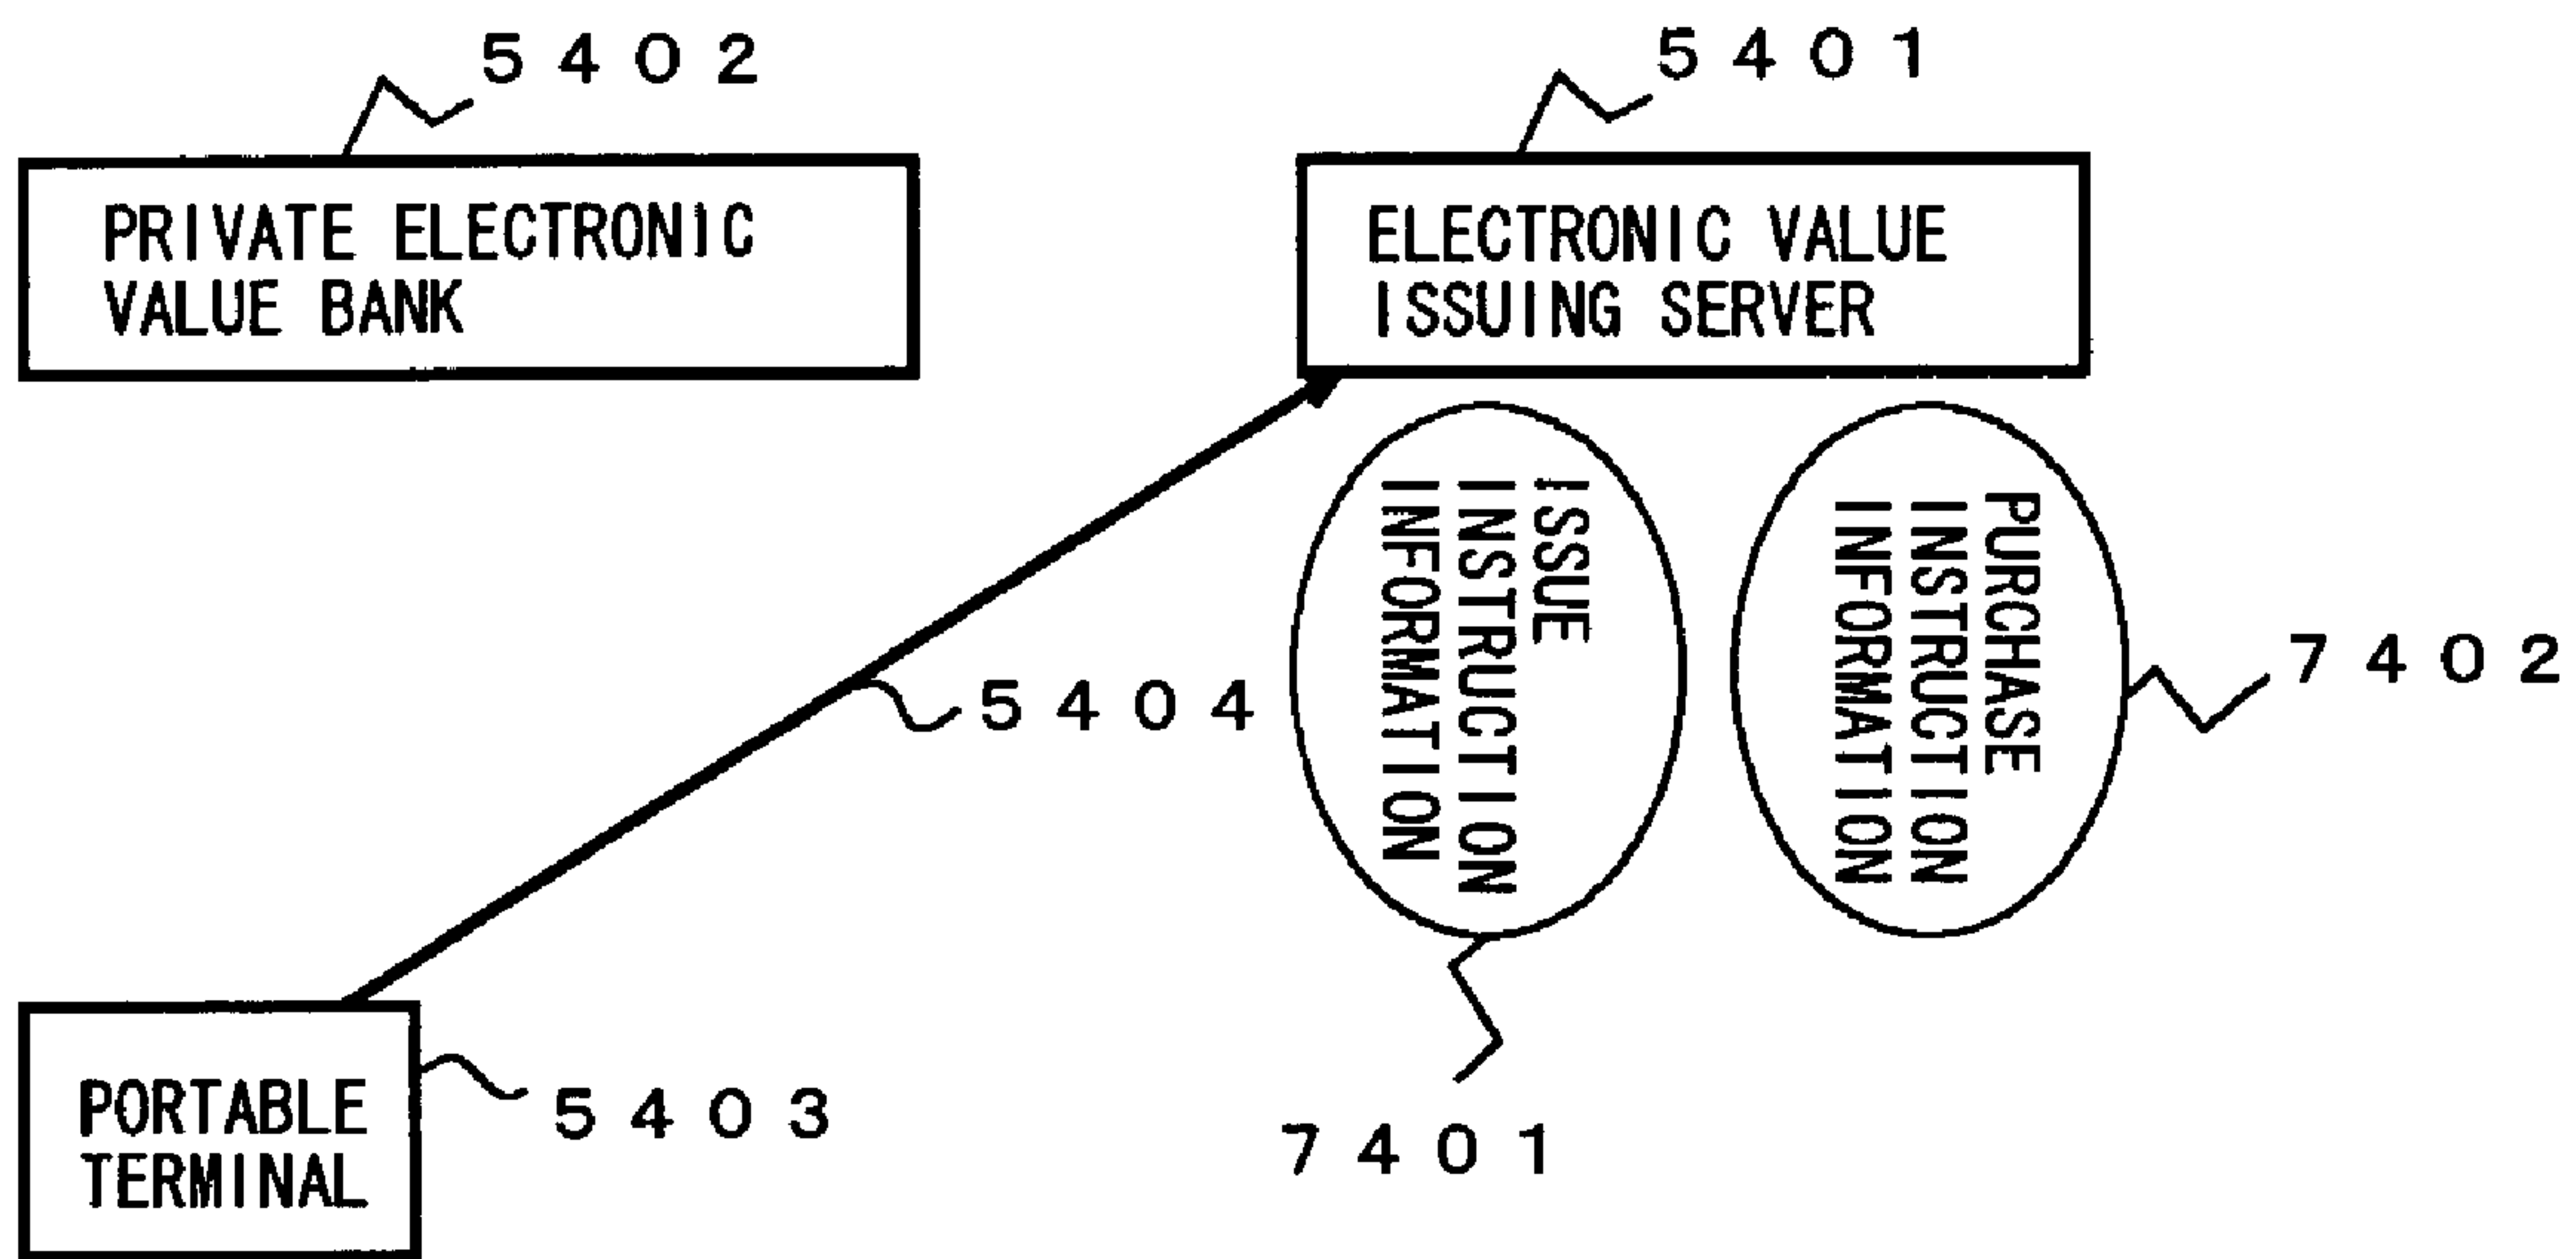 5402
5401
PRIVATE ELECTRONIC
VALUE BANK
ELECTRONIC VALUE
ISSUING SERVER
ISSUE
INSTRUCTION
INFORMATION
PURCHASE
INSTRUCTION
INFORMATION
7402
5404
PORTABLE
TERMINAL
5403
7401